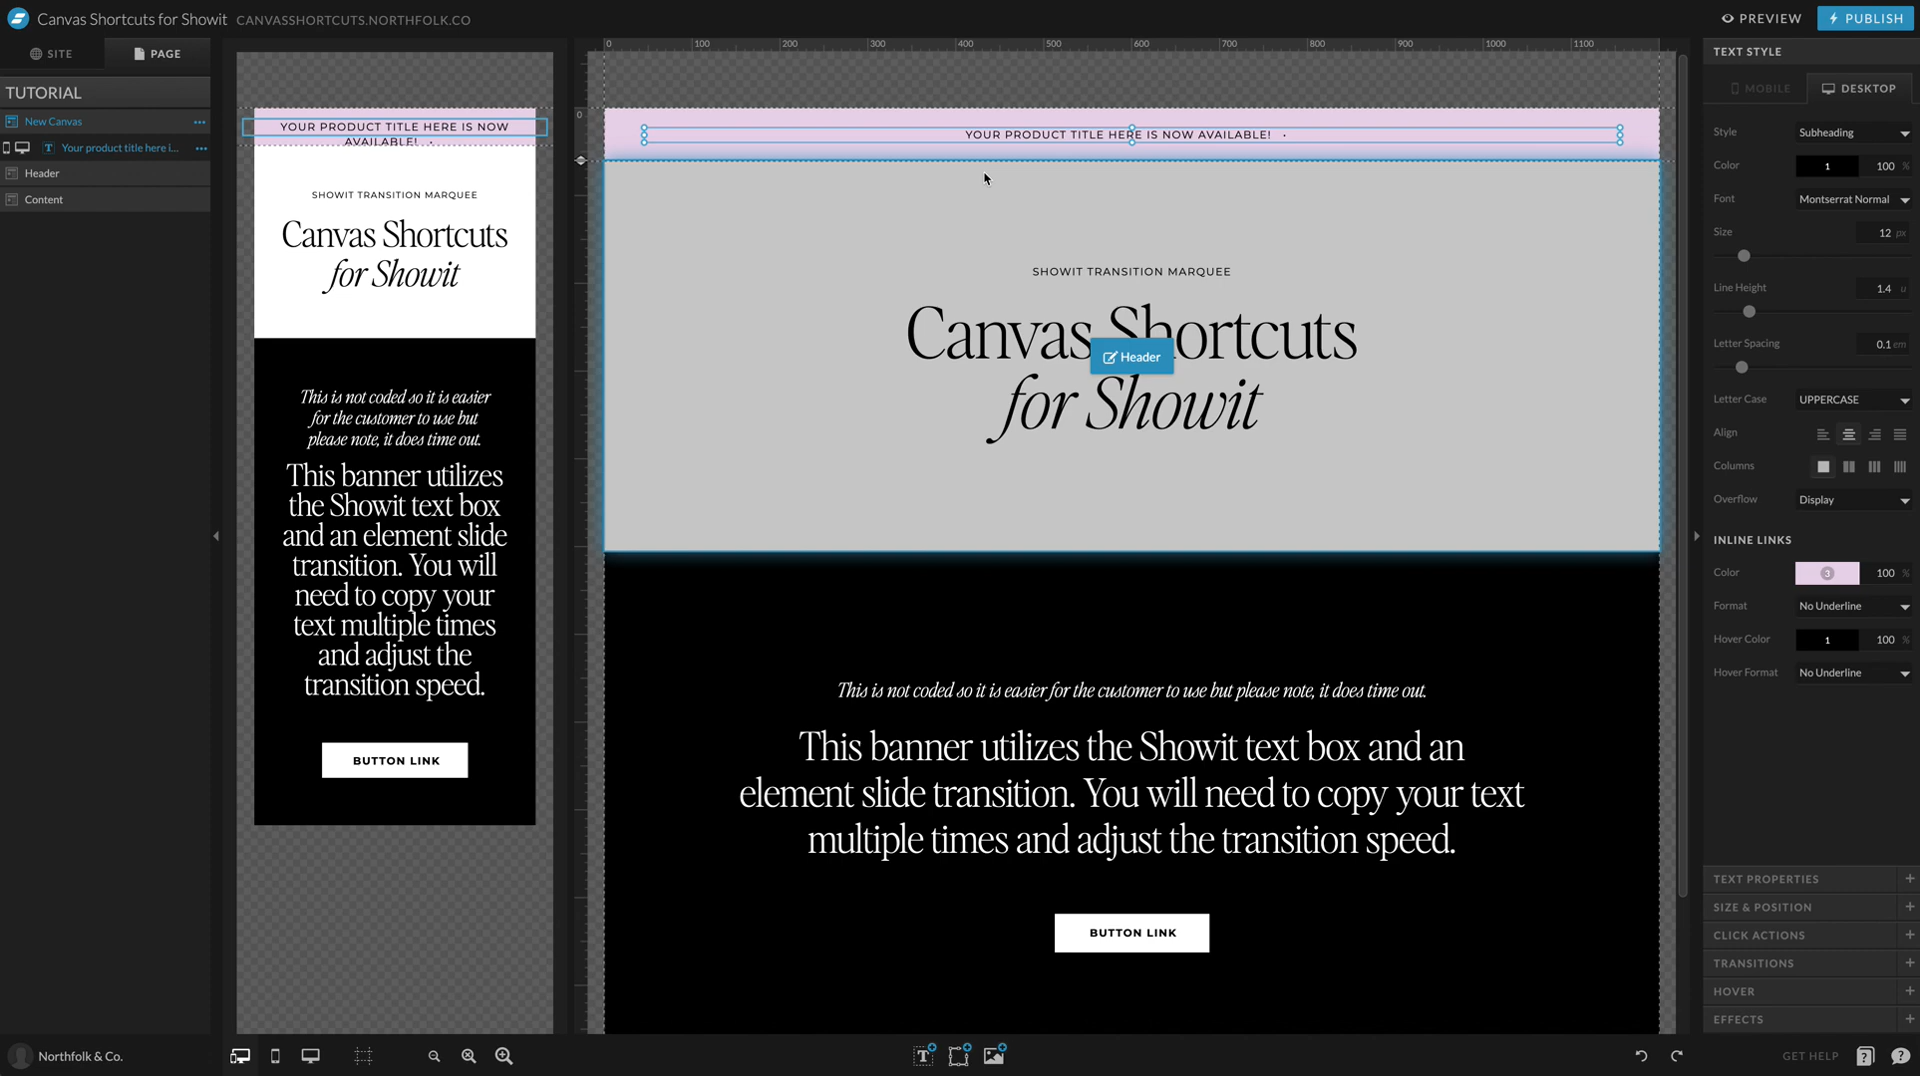 Canvas Shortcuts for Showit CANVASSHORTCUTS.NORTHFOLK.CO
PREVIEW
PUBLISH
SITE
PAGE
TUTORIAL
New Canvas
Your product title here i...
Header
Content
YOUR PRODUCT TITLE HERE IS NOW
AVAILABLE! ·
SHOWIT TRANSITION MARQUEE
Canvas Shortcuts
for Showit
This is not coded so it is easier
for the customer to use but
please note, it does time out.
This banner utilizes
the Showit text box
and an element slide
transition. You will
need to copy your
text multiple times
and adjust the
transition speed.
BUTTON LINK
0 100 200 300 400 500 600 700 800 900 1000 1100
0
YOUR PRODUCT TITLE HERE IS NOW AVAILABLE! ·
SHOWIT TRANSITION MARQUEE
Canvas Shortcuts
Header
for Showit
This is not coded so it is easier for the customer to use but please note, it does time out.
This banner utilizes the Showit text box and an
element slide transition. You will need to copy your text
multiple times and adjust the transition speed.
BUTTON LINK
TEXT STYLE
MOBILE
DESKTOP
Style Subheading
Color 1 100 %
Font Montserrat Normal
Size 12 px
Line Height 1.4 u
Letter Spacing 0.1 em
Letter Case UPPERCASE
Align
Columns
Overflow Display
INLINE LINKS
Color 3 100 %
Format No Underline
Hover Color 1 100 %
Hover Format No Underline
TEXT PROPERTIES +
SIZE & POSITION +
CLICK ACTIONS +
TRANSITIONS +
HOVER +
EFFECTS +
Northfolk & Co.
GET HELP